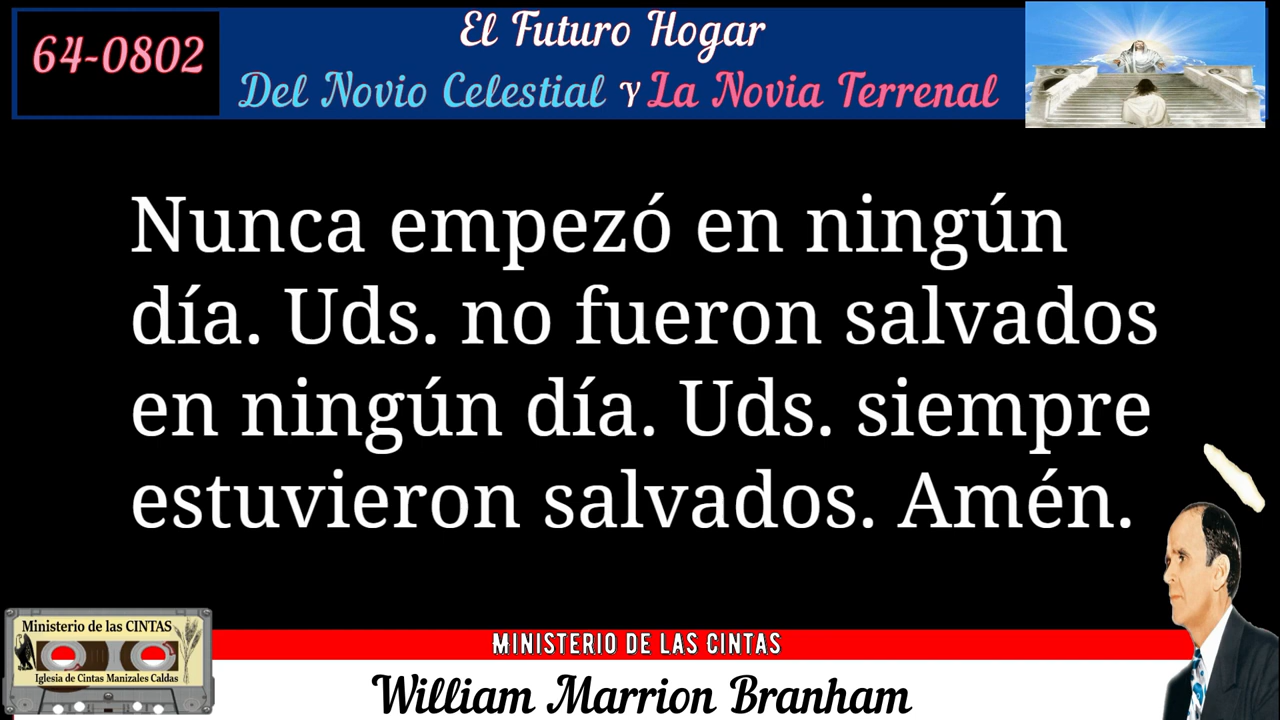 64-0802
El Futuro Hogar
Del Novio Celestial Y La Novia Terrenal
Nunca empezó en ningún
día. Uds. no fueron salvados
en ningún día. Uds. siempre
estuvieron salvados. Amén.
Ministerio de las CINTAS
Iglesia de Cintas Manizales Caldas
MINISTERIO DE LAS CINTAS
William Marrion Branham